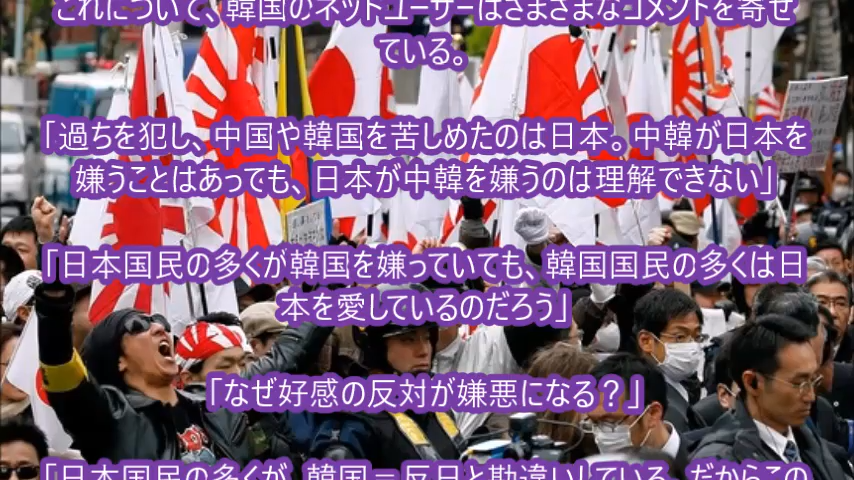 これについて、韓国のネットユーザーはさまざまなコメントを寄せ
ている。
「過ちを犯し、中国や韓国を苦しめたのは日本。中韓が日本を
嫌うことはあっても、日本が中韓を嫌うのは理解できない」
「日本国民の多くが韓国を嫌っていても、韓国国民の多くは日
本を愛しているのだろう」
「なぜ好感の反対が嫌悪になる？」
「日本国民の多くが、韓国＝反日と勘違いしている。だからこの